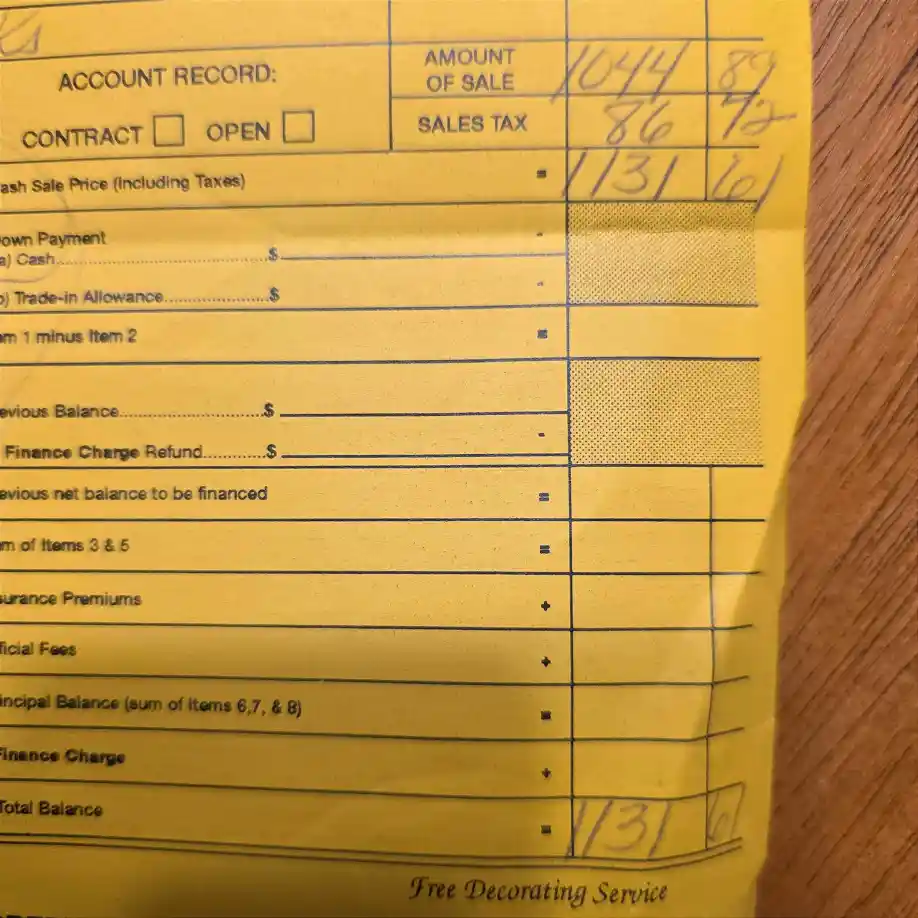 ACCOUNT RECORD:
AMOUNT OF SALE 1044 89
CONTRACT OPEN
SALES TAX 86 72
ash Sale Price (Including Taxes) = 1131 61
own Payment -
a) Cash....................................$
) Trade-in Allowance......................$ -
m 1 minus Item 2 =
evious Balance.............................$
Finance Charge Refund............$ -
evious net balance to be financed =
m of Items 3 & 5 =
surance Premiums +
ficial Fees +
incipal Balance (sum of Items 6,7, & 8) =
Finance Charge +
Total Balance = 1131 61
Free Decorating Service